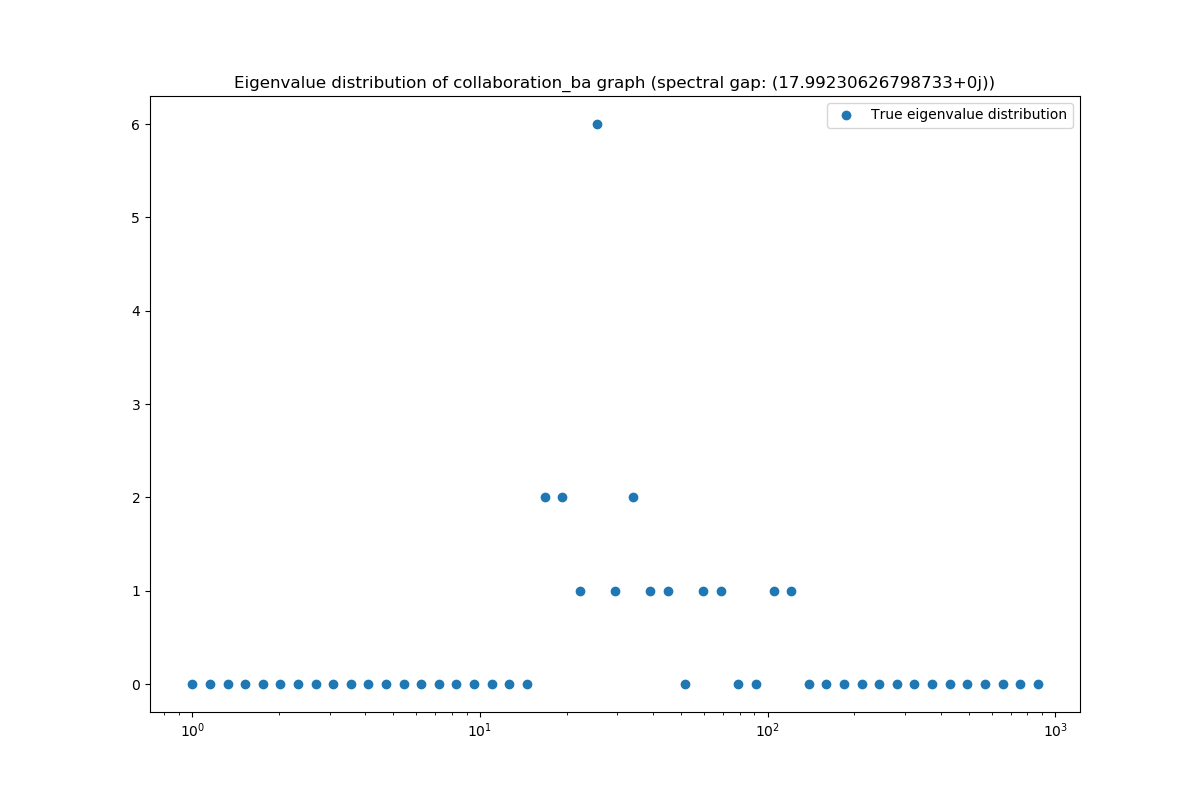 Eigenvalue distribution of collaboration_ba graph (spectral gap: (17.99230626798733+0j))
True eigenvalue distribution
6
5
4
3
2
1
0
10⁰ 10¹ 10² 10³